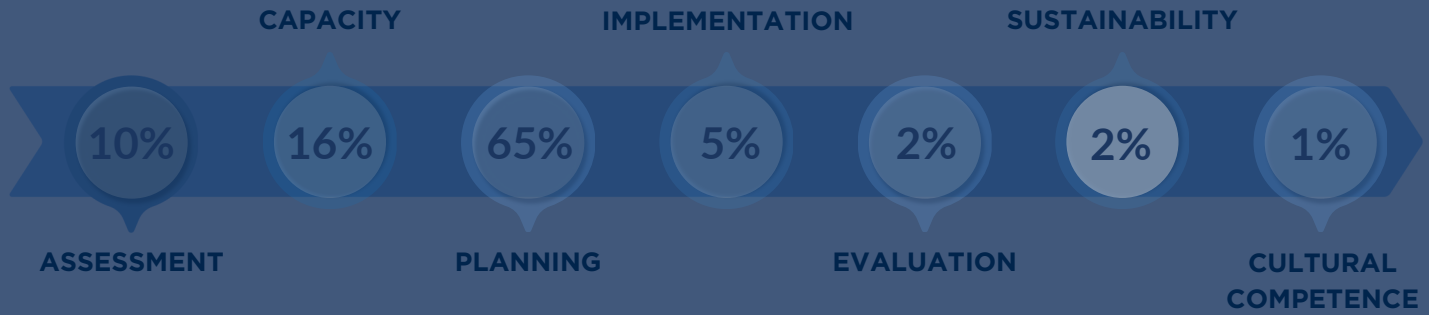 CAPACITY
IMPLEMENTATION
SUSTAINABILITY
10%
16%
65%
5%
2%
2%
1%
ASSESSMENT
PLANNING
EVALUATION
CULTURAL
COMPETENCE